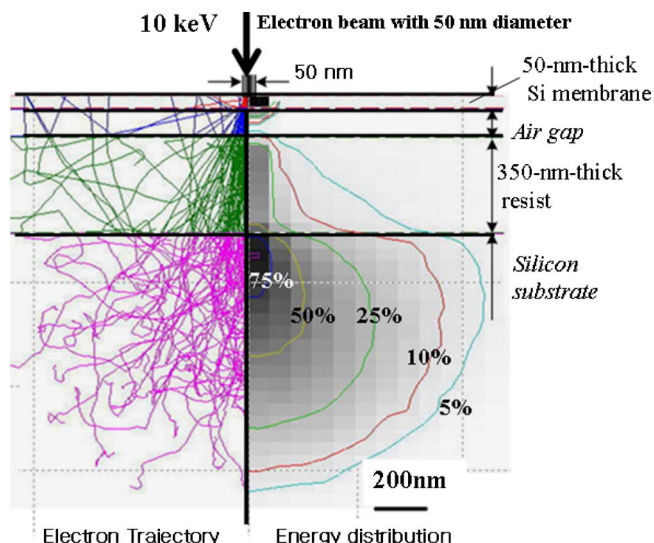 10 keV
Electron beam with 50 nm diameter
50 nm
50-nm-thick
Si membrane
Air gap
350-nm-thick
resist
Silicon
substrate
75%
50%
25%
10%
5%
200nm
Electron Trajectory
Energy distribution